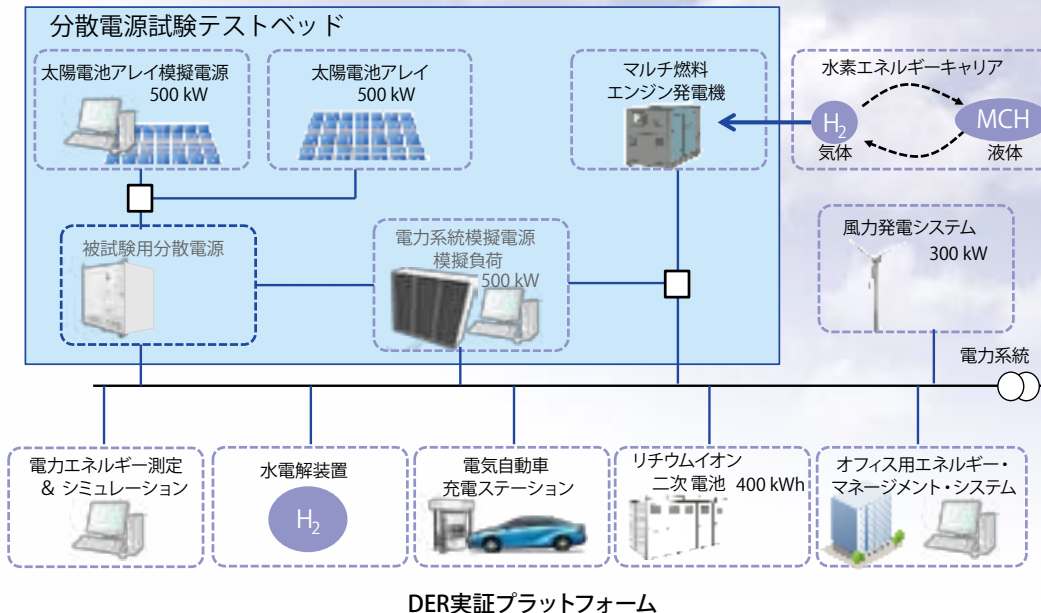 分散電源試験テストベッド
太陽電池アレイ模擬電源
500 kW
太陽電池アレイ
500 kW
マルチ燃料
エンジン発電機
水素エネルギーキャリア
H2
MCH
気体
液体
被試験用分散電源
電力系統模擬電源
模擬負荷
500 kW
風力発電システム
300 kW
電力系統
電力エネルギー測定
& シミュレーション
水電解装置
H2
電気自動車
充電ステーション
リチウムイオン
二次 電池 400 kWh
オフィス用エネルギー・
マネージメント・システム
DER実証プラットフォーム